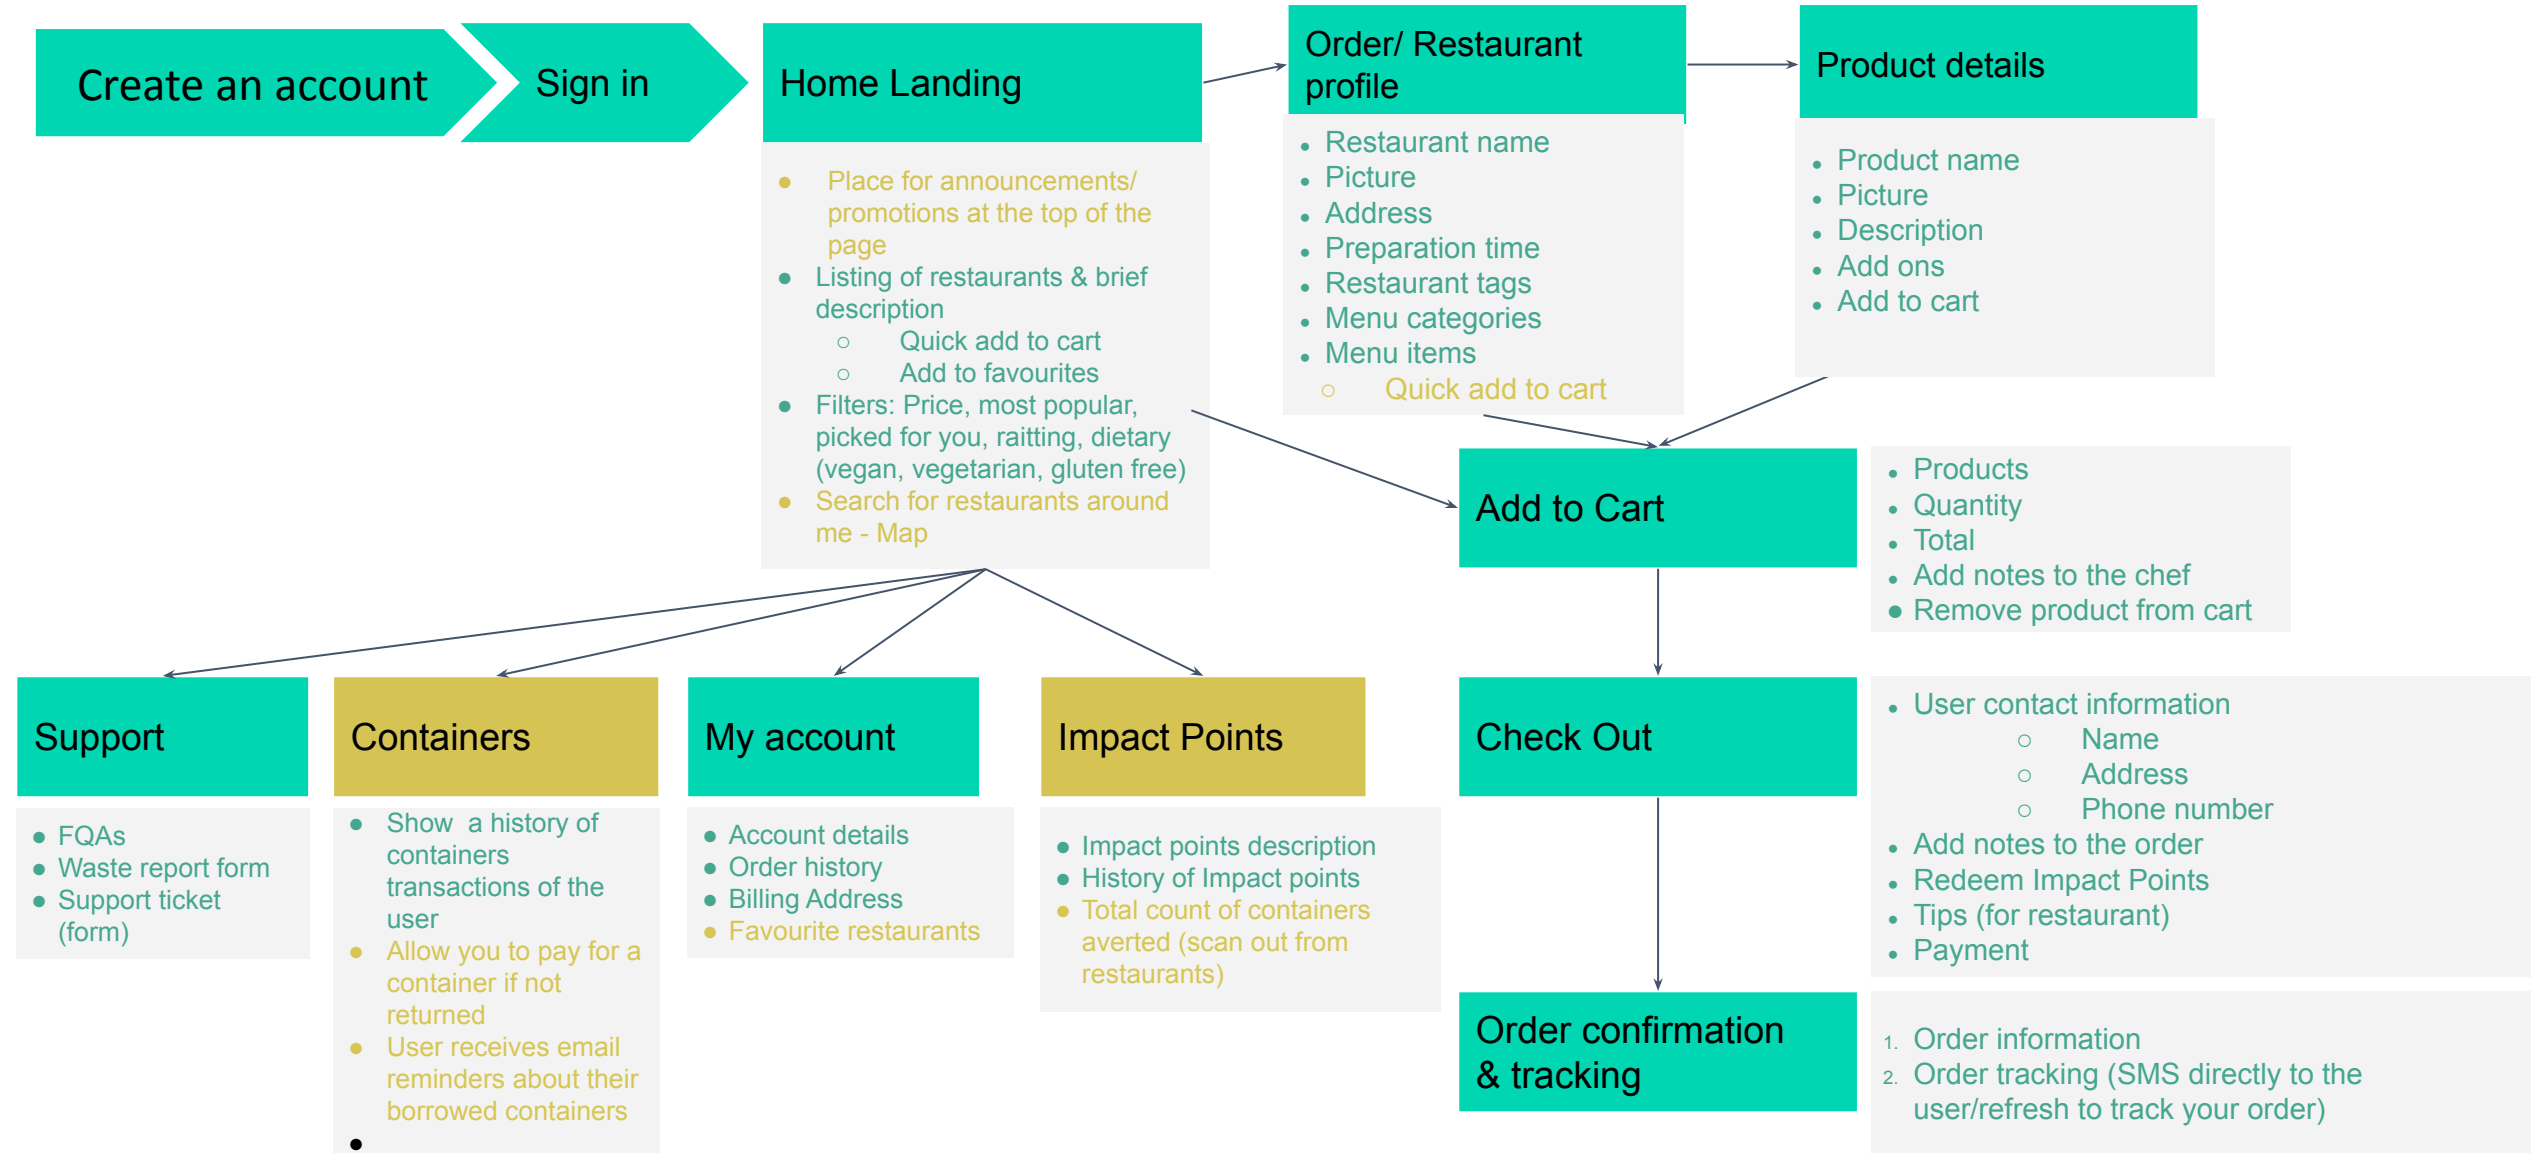 Create an account
Sign in
Home Landing
Place for announcements/
promotions at the top of the
page
Listing of restaurants & brief
description
Quick add to cart
Add to favourites
Filters: Price, most popular,
picked for you, raitting, dietary
(vegan, vegetarian, gluten free)
Search for restaurants around
me - Map
Order/ Restaurant
profile
Restaurant name
Picture
Address
Preparation time
Restaurant tags
Menu categories
Menu items
Quick add to cart
Product details
Product name
Picture
Description
Add ons
Add to cart
Add to Cart
Products
Quantity
Total
Add notes to the chef
Remove product from cart
Support
FQAs
Waste report form
Support ticket
(form)
Containers
Show  a history of
containers
transactions of the
user
Allow you to pay for a
container if not
returned
User receives email
reminders about their
borrowed containers
My account
Account details
Order history
Billing Address
Favourite restaurants
Impact Points
Impact points description
History of Impact points
Total count of containers
averted (scan out from
restaurants)
Check Out
User contact information
Name
Address
Phone number
Add notes to the order
Redeem Impact Points
Tips (for restaurant)
Payment
Order confirmation
& tracking
1. Order information
2. Order tracking (SMS directly to the
user/refresh to track your order)